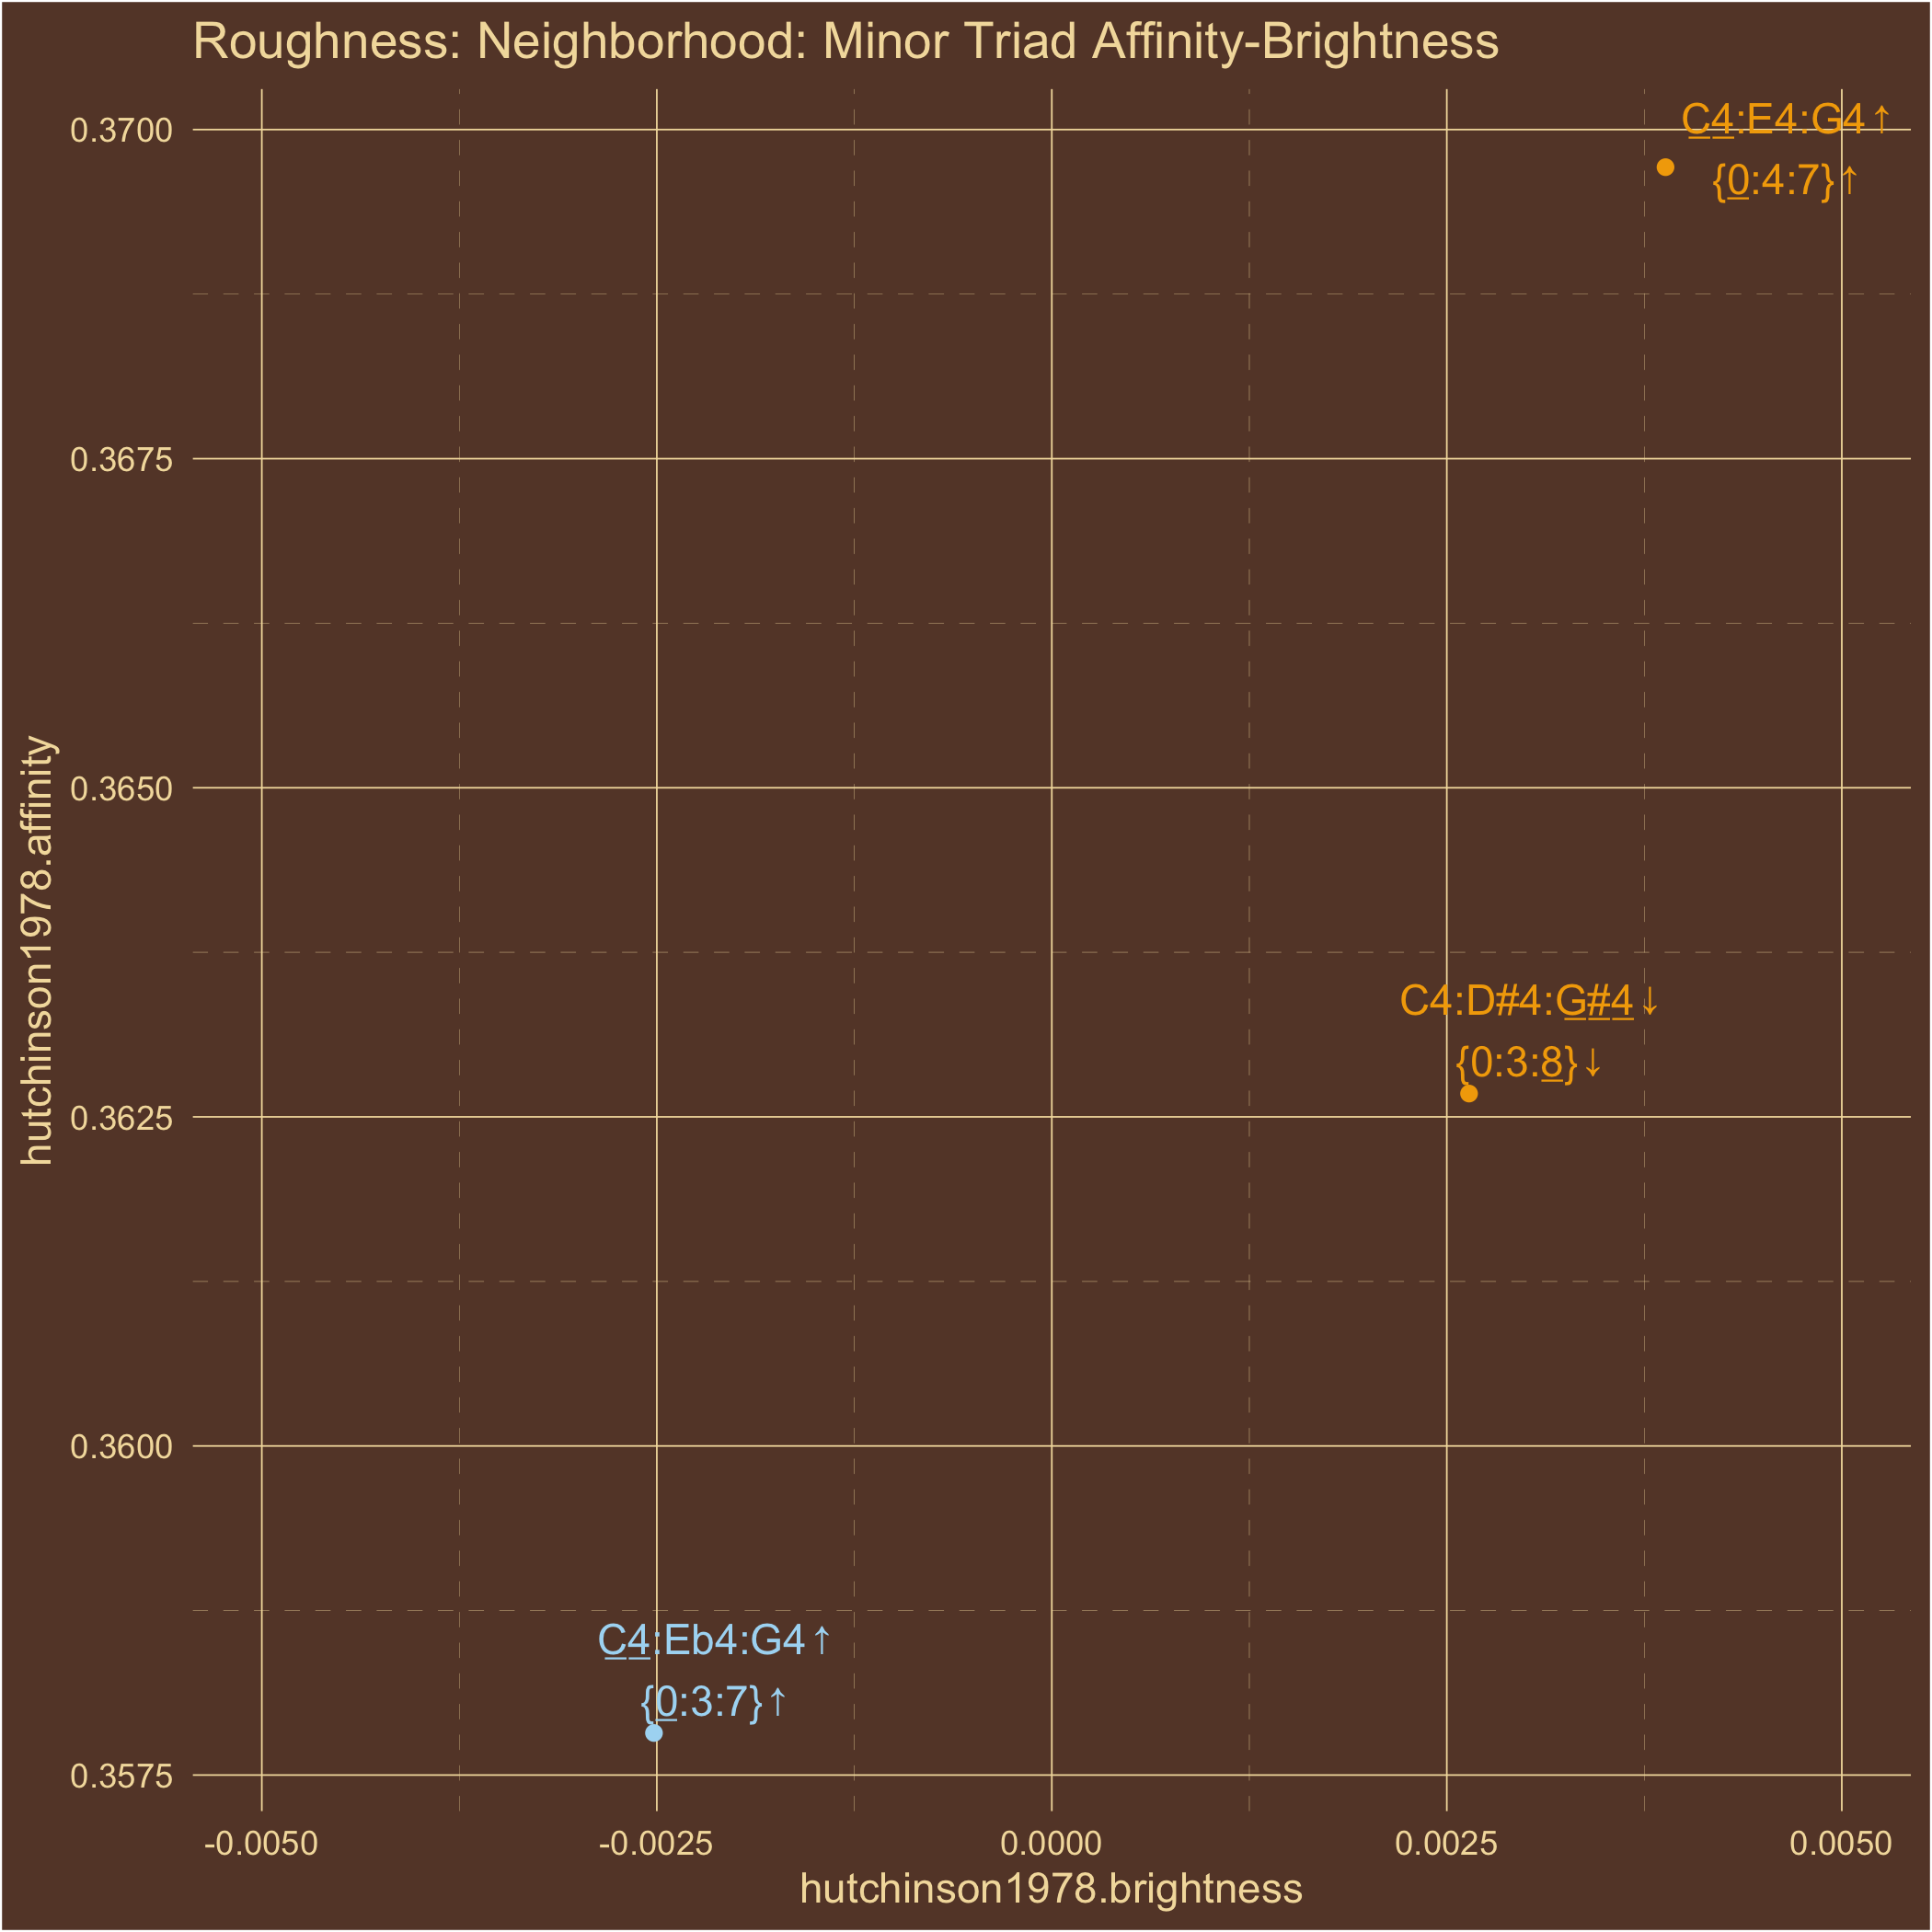 Roughness: Neighborhood: Minor Triad Affinity-Brightness
C4:E4:G4↑
{0:4:7}↑
C4:D#4:G#4↓
{0:3:8}↓
C4:Eb4:G4↑
{0:3:7}↑
0.3700
0.3675
0.3650
0.3625
0.3600
0.3575
hutchinson1978.affinity
-0.0050
-0.0025
0.0000
0.0025
0.0050
hutchinson1978.brightness